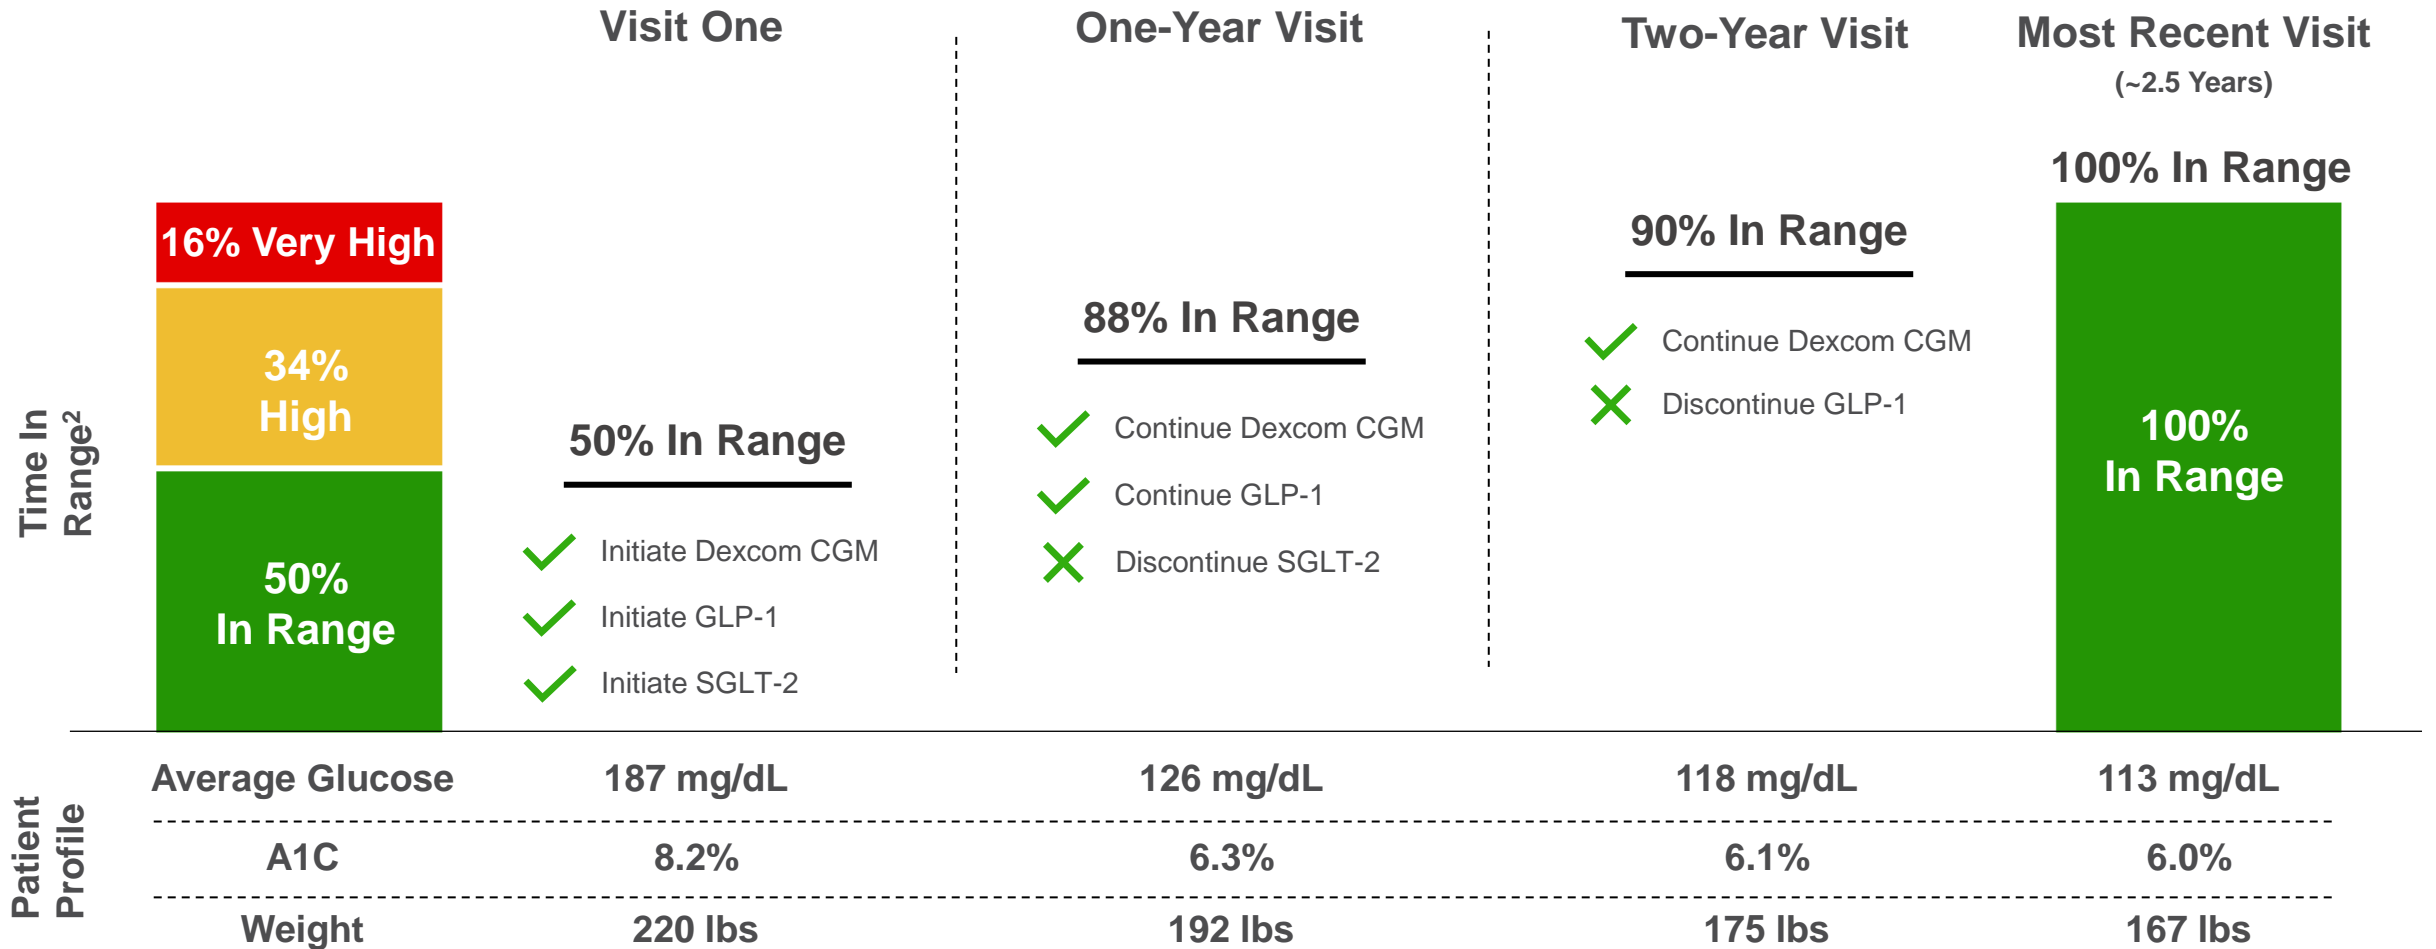 Visit One
One-Year Visit
Two-Year Visit
Most Recent Visit
(~2.5 Years)
Time In
Range2
16% Very High
34%
High
50%
In Range
50% In Range
Initiate Dexcom CGM
Initiate GLP-1
Initiate SGLT-2
88% In Range
Continue Dexcom CGM
Continue GLP-1
Discontinue SGLT-2
90% In Range
Continue Dexcom CGM
Discontinue GLP-1
100% In Range
100%
In Range
Patient
Profile
Average Glucose 187 mg/dL 126 mg/dL 118 mg/dL 113 mg/dL
A1C 8.2% 6.3% 6.1% 6.0%
Weight 220 lbs 192 lbs 175 lbs 167 lbs